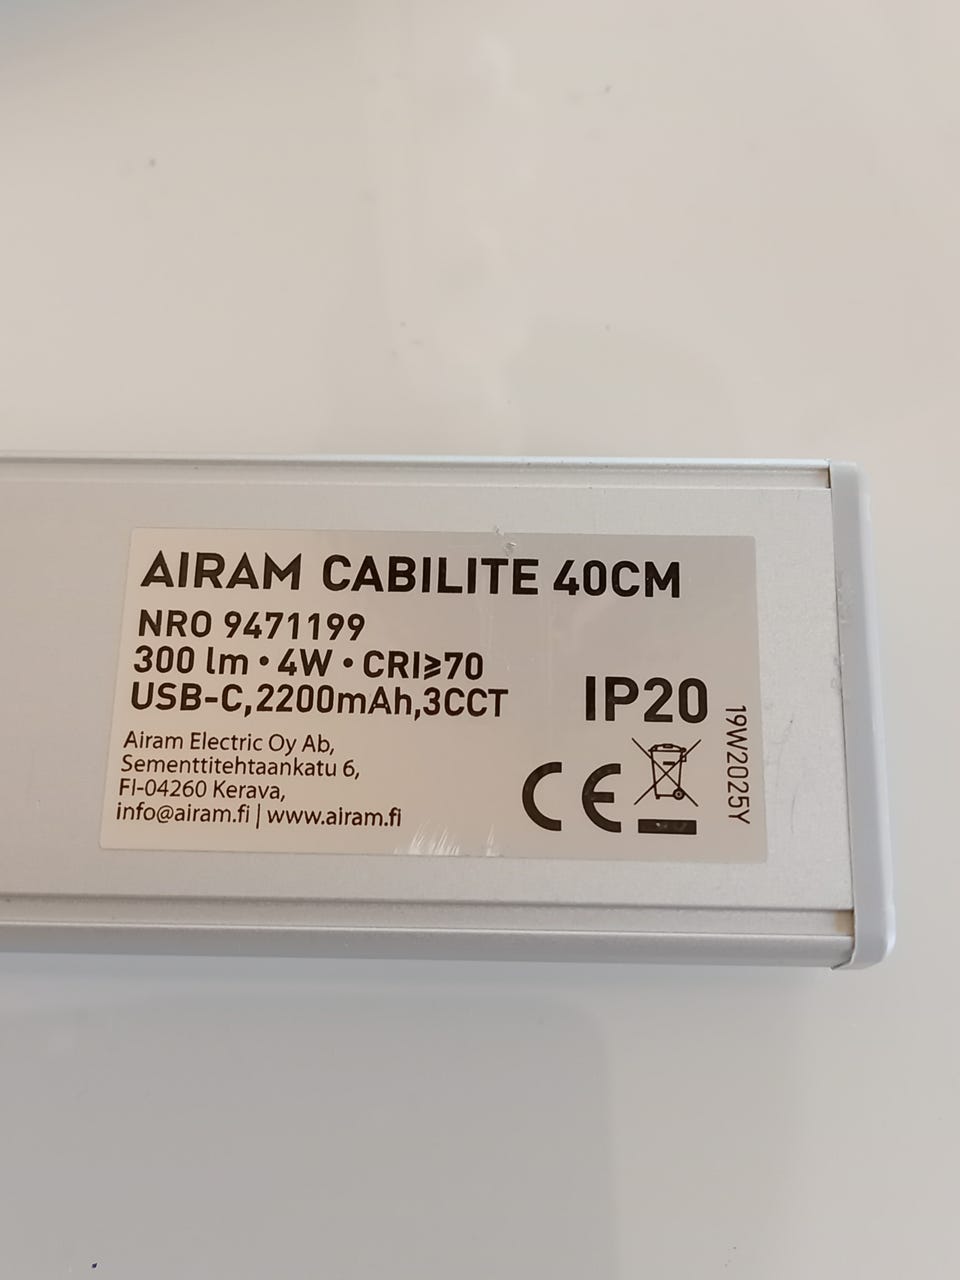 AIRAM CABILITE 40CM
NRO 9471199
300 lm • 4W • CRI⩾70
USB-C,2200mAh,3CCT
IP20
Airam Electric Oy Ab,
Sementtitehtaankatu 6,
FI-04260 Kerava,
info@airam.fi | www.airam.fi
CE
19W2025Y